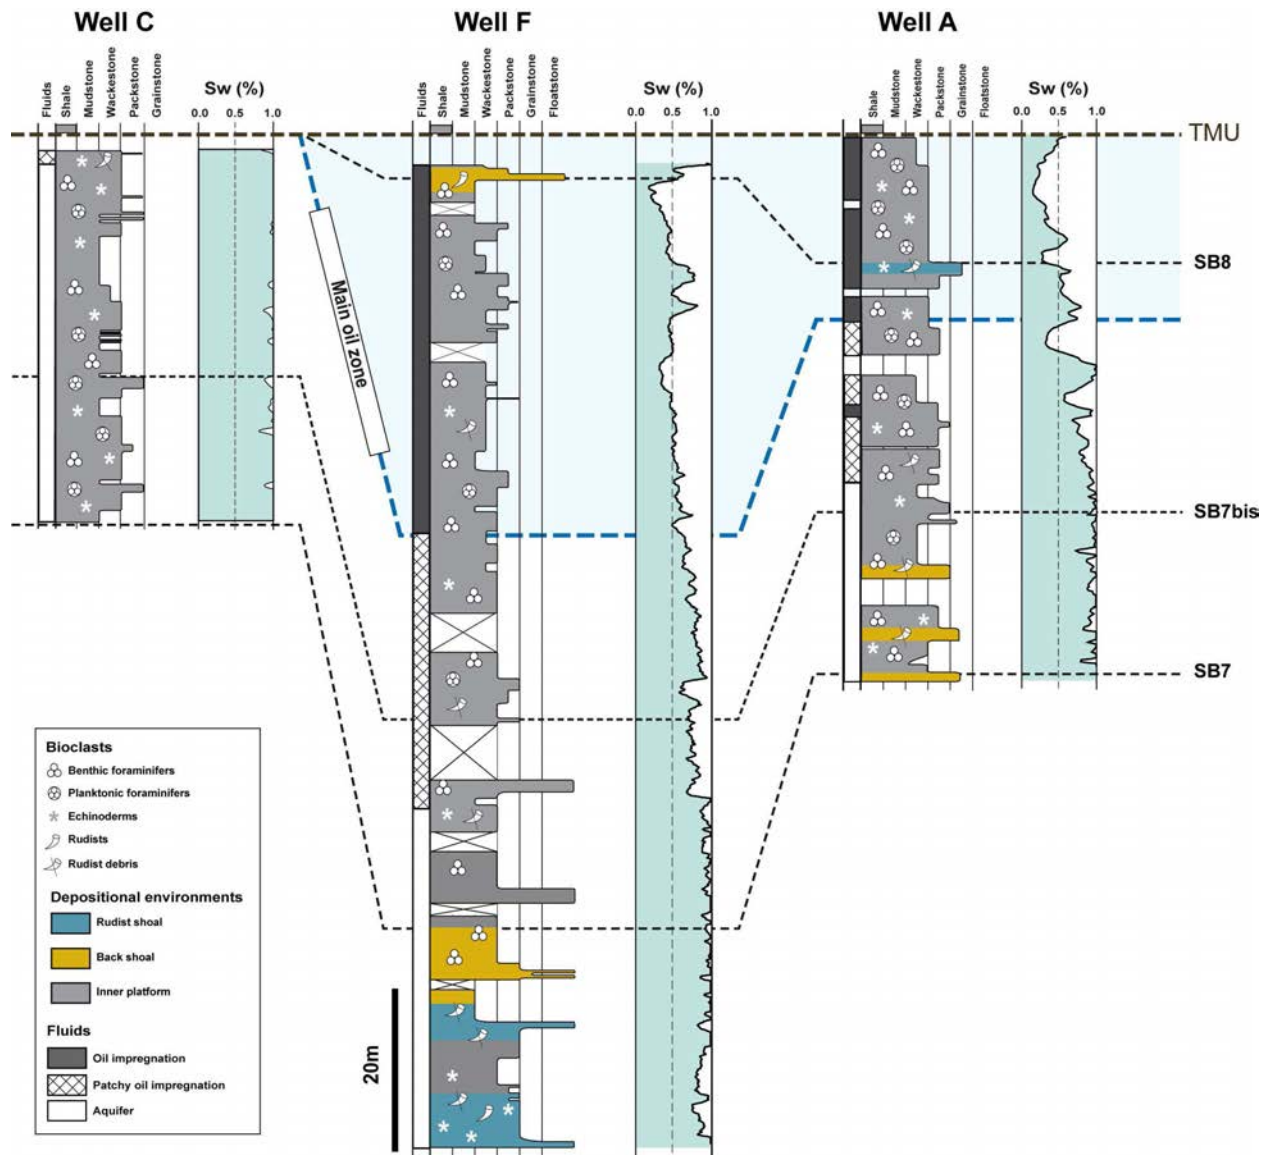 Well C
Well F
Well A
Fluids
Shale
Mudstone
Wackestone
Packstone
Grainstone
Sw (%)
0.0
0.5
1.0
Fluids
Shale
Mudstone
Wackestone
Packstone
Grainstone
Floatstone
Sw (%)
0.0
0.5
1.0
Shale
Mudstone
Wackestone
Packstone
Grainstone
Floatstone
Sw (%)
0.0
0.5
1.0
TMU
SB8
Main oil zone
SB7bis
SB7
Bioclasts
Benthic foraminifers
Planktonic foraminifers
Echinoderms
Rudists
Rudist debris
Depositional environments
Rudist shoal
Back shoal
Inner platform
Fluids
Oil impregnation
Patchy oil impregnation
Aquifer
20m